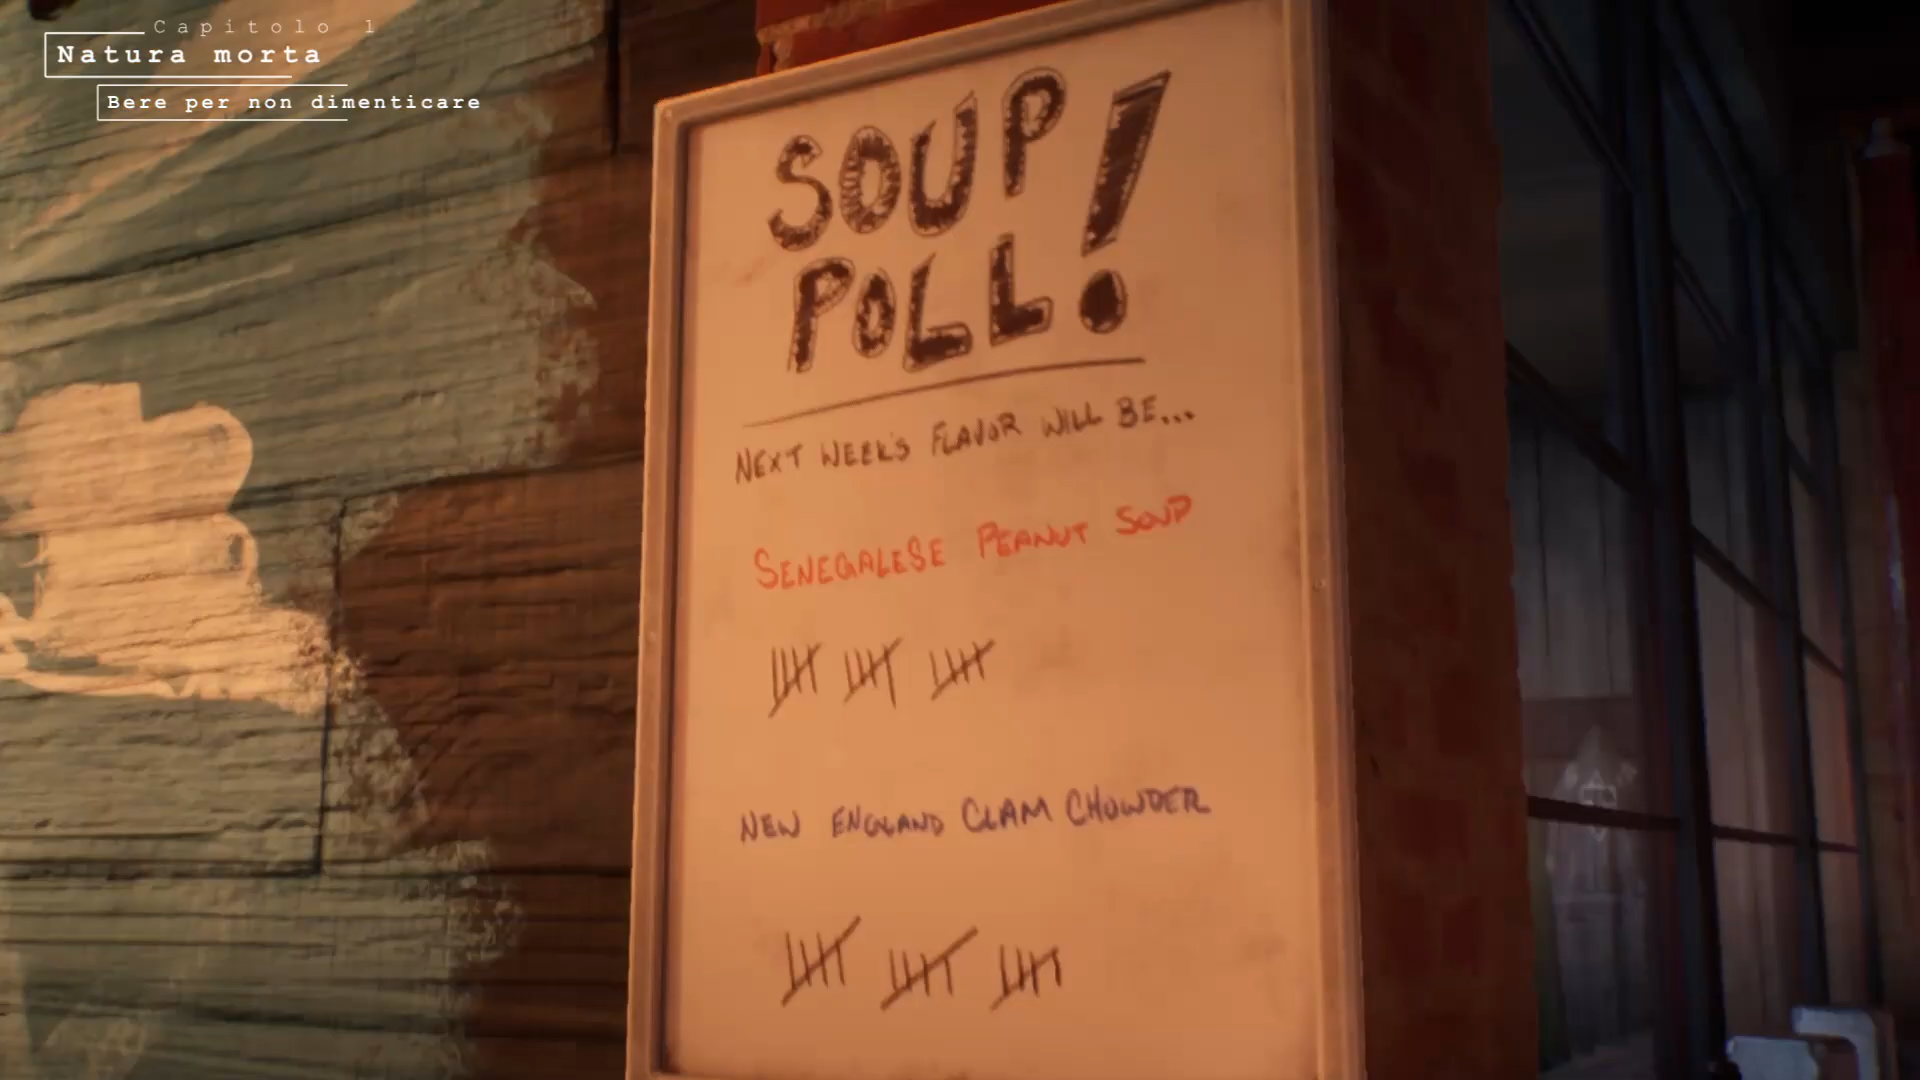 Capitolo 1
Natura morta
Bere per non dimenticare
SOUP
POLL!
NEXT WEEK'S FLAVOR WILL BE...
SENEGALESE PEANUT SOUP
NEW ENGLAND CLAM CHOWDER